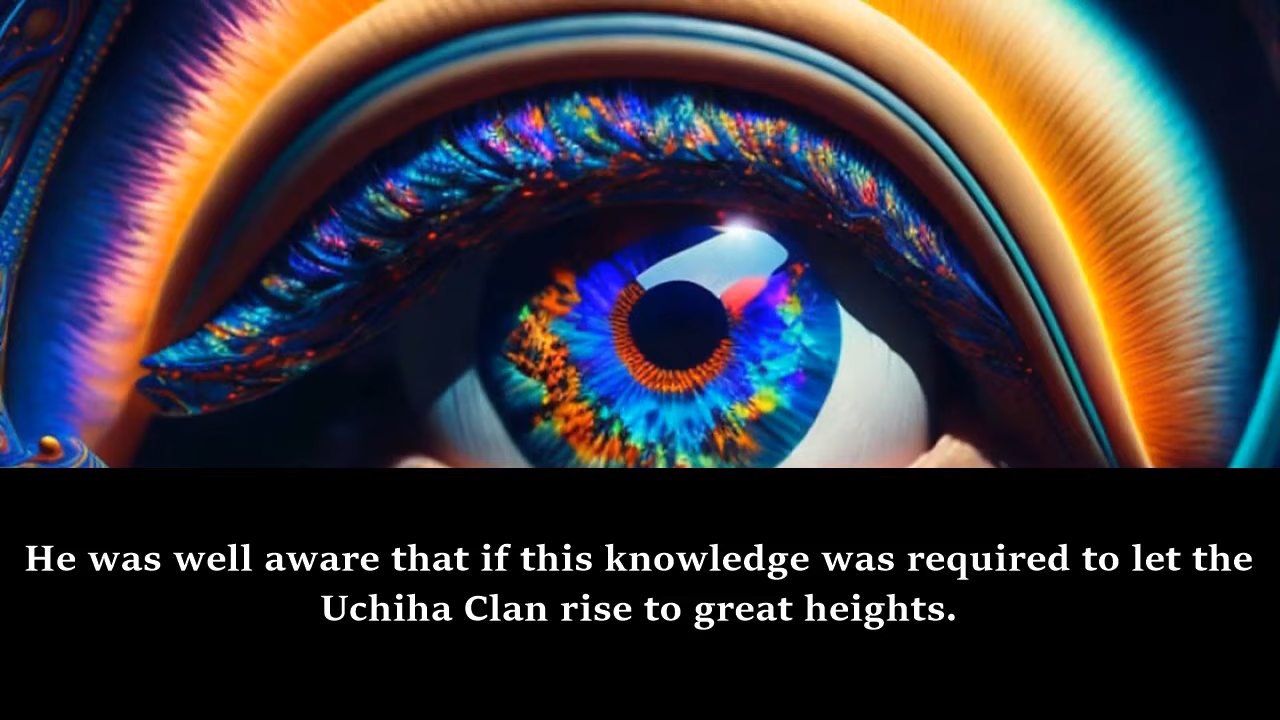 He was well aware that if this knowledge was required to let the
Uchiha Clan rise to great heights.